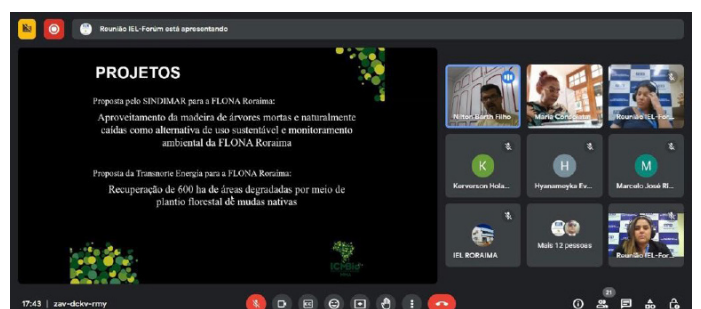 Reunião IEL-Forum está apresentando
PROJETOS
Proposta pelo SINDIMAR para a FLONA Roraima:
Aproveitamento da madeira de árvores mortas e naturalmente
caídas como alternativa de uso sustentável e monitoramento
ambiental da FLONA Roraima
Proposta da Transnorte Energia para a FLONA Roraima:
Recuperação de 600 ha de áreas degradadas por meio de
plantio florestal de mudas nativas
ICMBio
Nilton Barth Filho
Maria
Reunião IEL-For...
K
Kerverson Hola...
H
Hyanameyka Ev...
M
Marcelo José Ri...
IEL RORAIMA
Mais 12 pessoas
Reunião IEL-For...
17:43 | zav-dckv-rmy
21